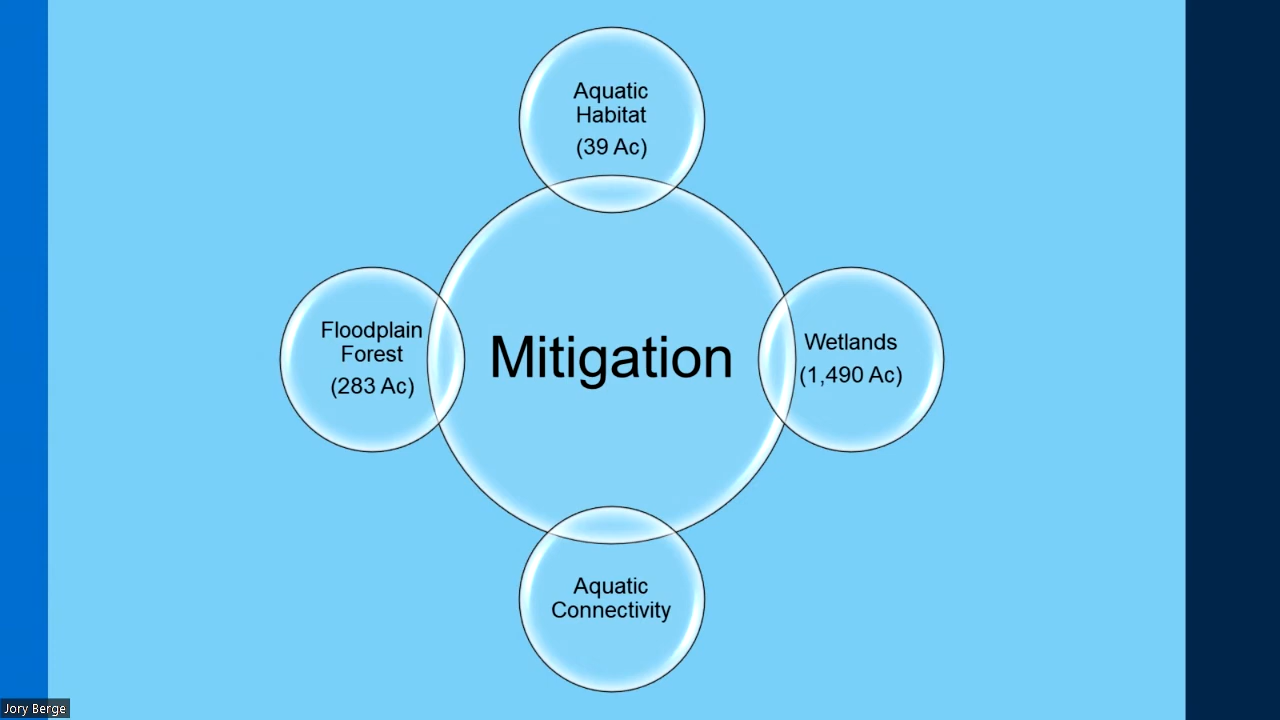 Aquatic
Habitat
(39 Ac)
Floodplain
Forest
(283 Ac)
Mitigation
Wetlands
(1,490 Ac)
Aquatic
Connectivity
Jory Berge